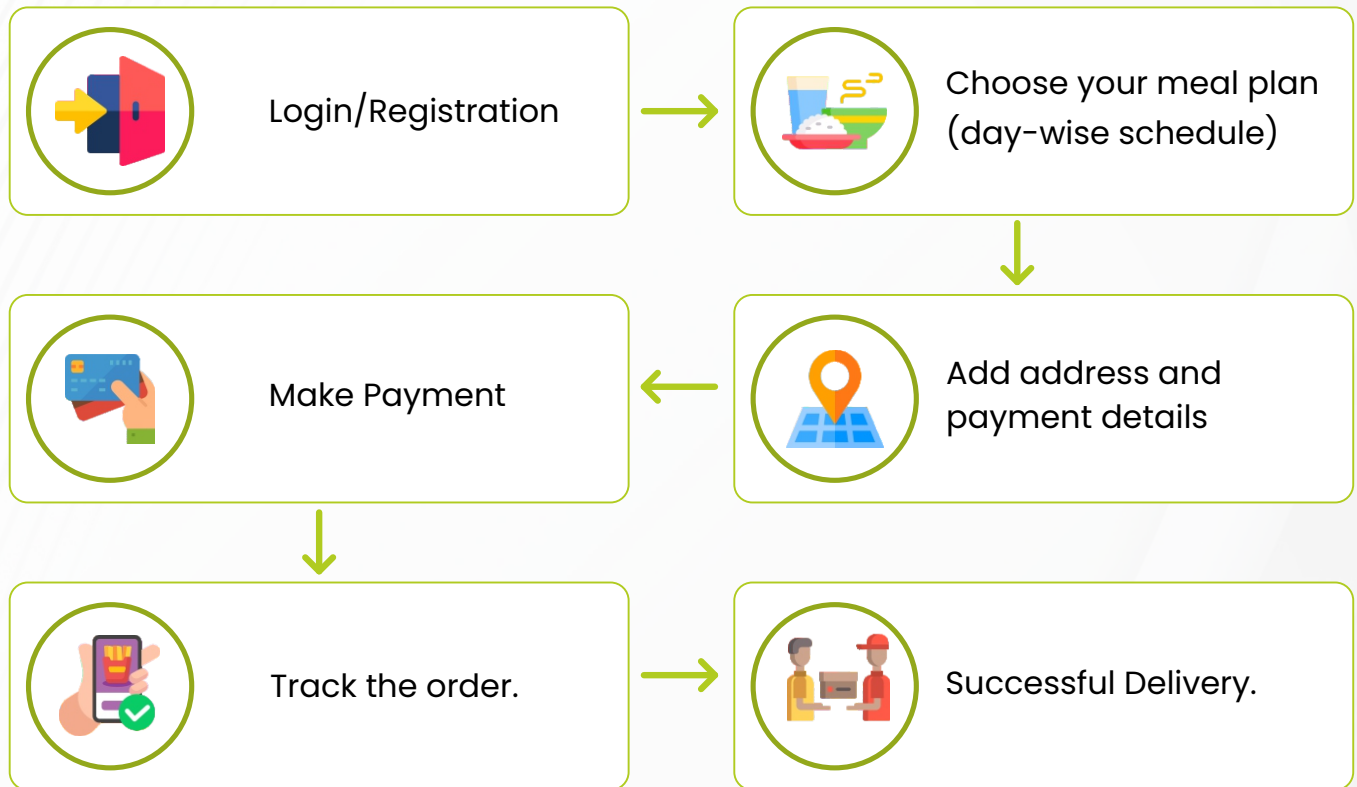 Login/Registration
Choose your meal plan
(day-wise schedule)
Add address and
payment details
Make Payment
Track the order.
Successful Delivery.